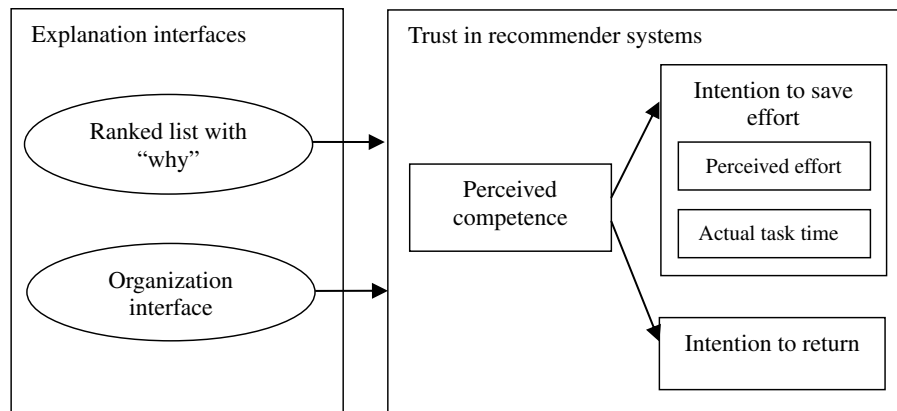 Explanation interfaces
Ranked list with
“why”
Organization
interface
Trust in recommender systems
Perceived
competence
Intention to save
effort
Perceived effort
Actual task time
Intention to return